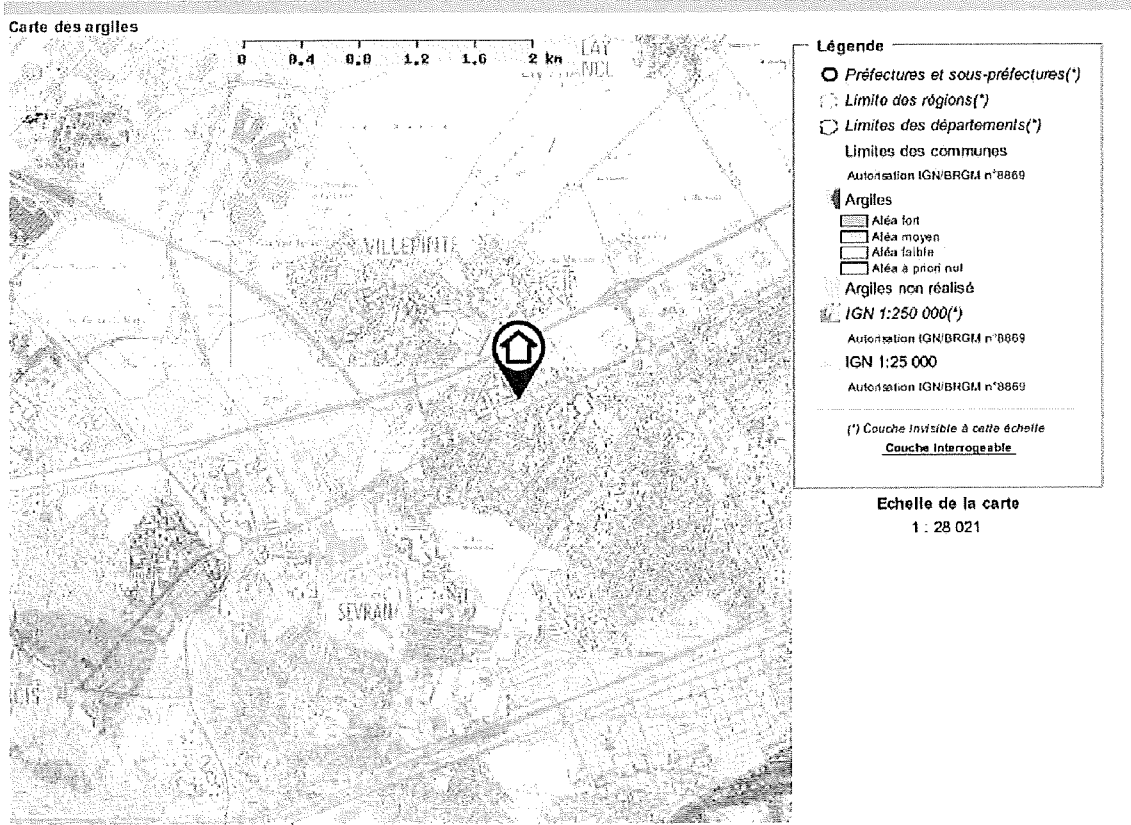 Carte des argiles
0 0,4 0,8 1,2 1,6 2 km
VILLEPINTE
SEVRAN
Légende
Préfectures et sous-préfectures(*)
Limite des régions(*)
Limites des départements(*)
Limites des communes
Autorisation IGN/BRGM n°8869
Argiles
Aléa fort
Aléa moyen
Aléa faible
Aléa à priori nul
Argiles non réalisé
IGN 1:250 000(*)
Autorisation IGN/BRGM n°8869
IGN 1:25 000
Autorisation IGN/BRGM n°8869
(*) Couche invisible à cette échelle
Couche Interrogeable
Echelle de la carte
1 : 28 021